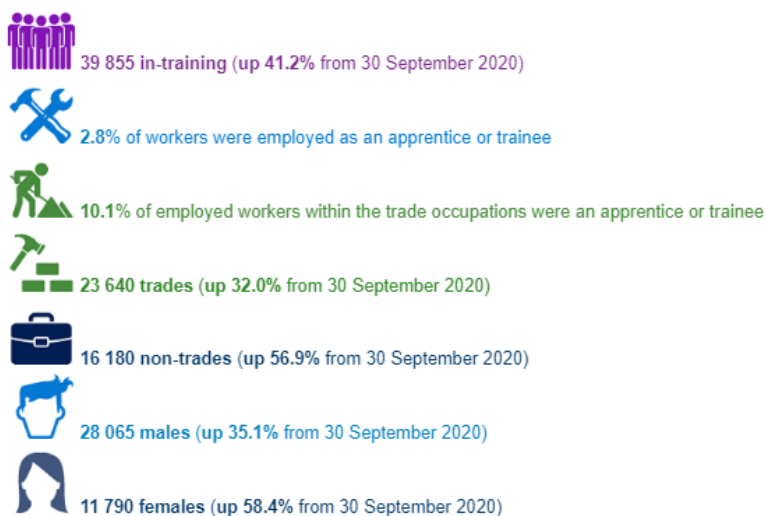 39 855 in-training (up 41.2% from 30 September 2020)
2.8% of workers were employed as an apprentice or trainee
10.1% of employed workers within the trade occupations were an apprentice or trainee
23 640 trades (up 32.0% from 30 September 2020)
16 180 non-trades (up 56.9% from 30 September 2020)
28 065 males (up 35.1% from 30 September 2020)
11 790 females (up 58.4% from 30 September 2020)